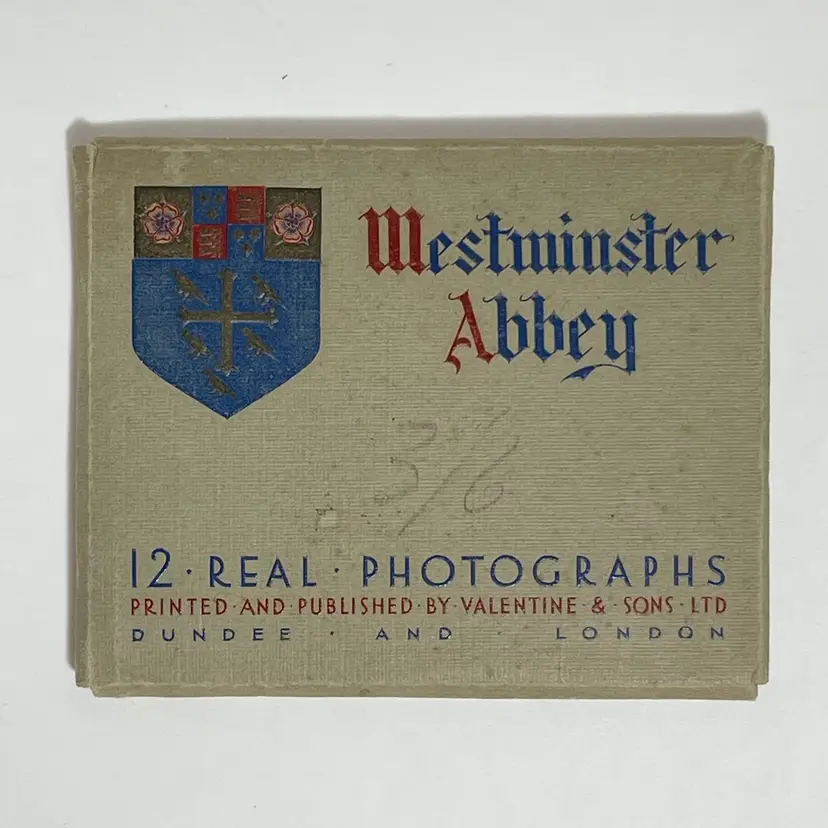 Westminster
Abbey
3/6
12 · REAL · PHOTOGRAPHS
PRINTED · AND · PUBLISHED · BY · VALENTINE · & · SONS · LTD
DUNDEE · AND · LONDON